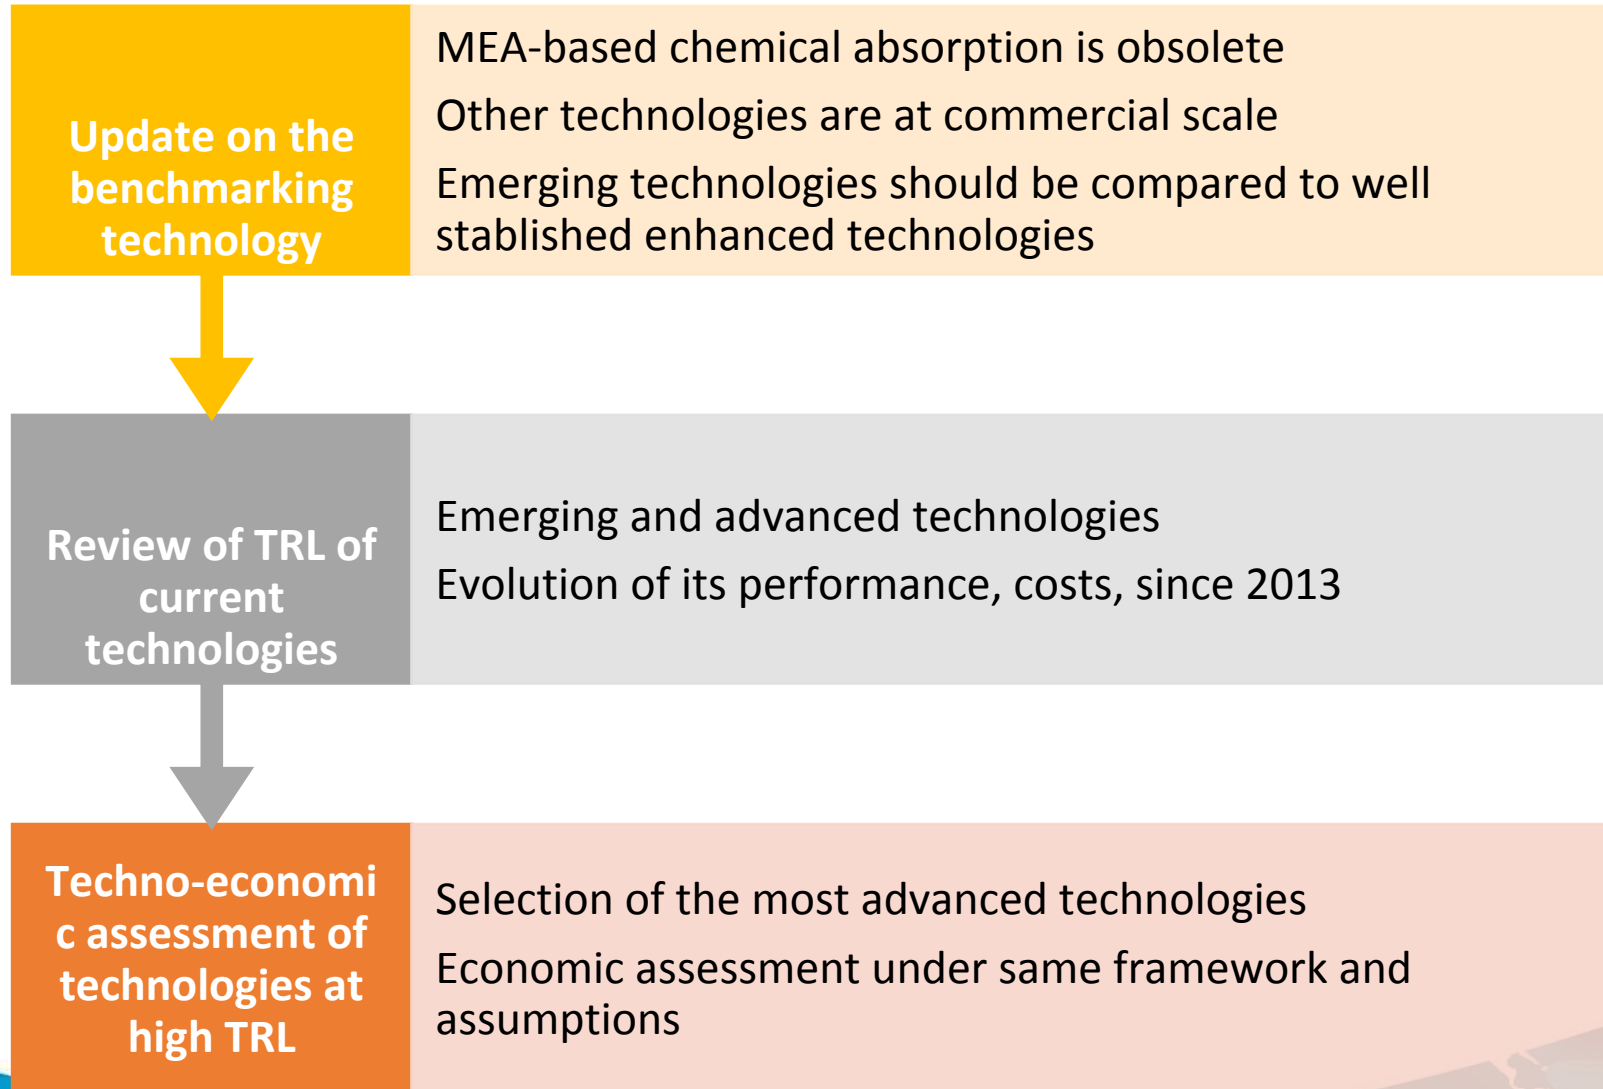 Update on the
benchmarking
technology
MEA-based chemical absorption is obsolete
Other technologies are at commercial scale
Emerging technologies should be compared to well
stablished enhanced technologies
Review of TRL of
current
technologies
Emerging and advanced technologies
Evolution of its performance, costs, since 2013
Techno-economi
c assessment of
technologies at
high TRL
Selection of the most advanced technologies
Economic assessment under same framework and
assumptions